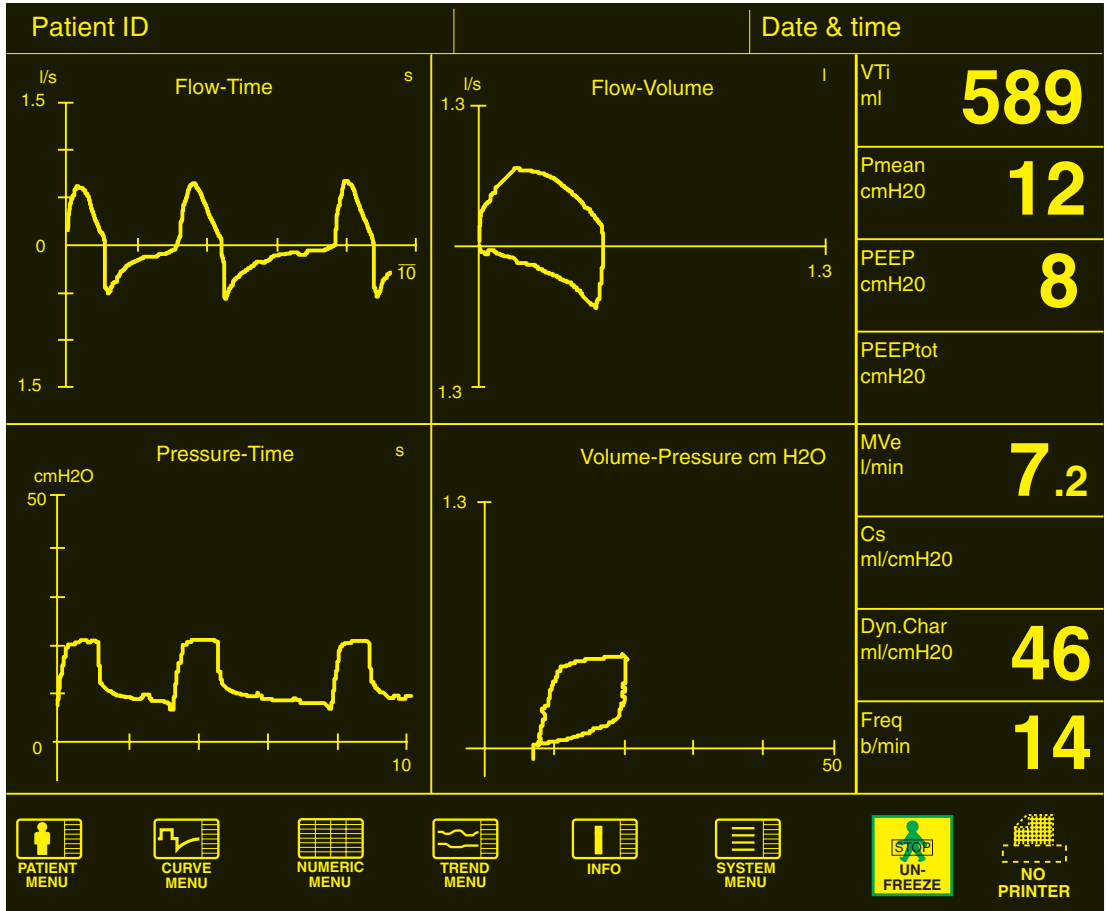 Patient ID
Date & time
l/s
Flow-Time
s
1.5
0
10
1.5
l/s
Flow-Volume
l
1.3
1.3
1.3
Pressure-Time
s
cmH2O
50
0
10
Volume-Pressure cm H2O
1.3
50
VTi
ml
589
Pmean
cmH20
12
PEEP
cmH20
8
PEEPtot
cmH20
MVe
l/min
7.2
Cs
ml/cmH20
Dyn.Char
ml/cmH20
46
Freq
b/min
14
PATIENT
MENU
CURVE
MENU
NUMERIC
MENU
TREND
MENU
INFO
SYSTEM
MENU
STOP
UN-
FREEZE
NO
PRINTER